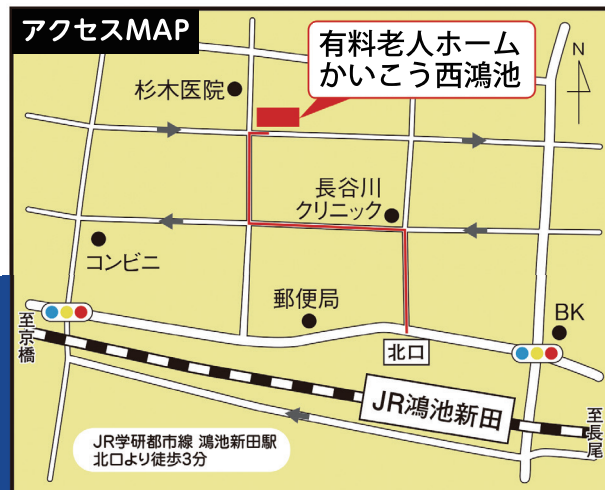 アクセスMAP
有料老人ホーム
かいこう西鴻池
N
杉木医院
長谷川
クリニック
コンビニ
郵便局
BK
至京橋
北口
JR鴻池新田
至長尾
JR学研都市線 鴻池新田駅
北口より徒歩3分